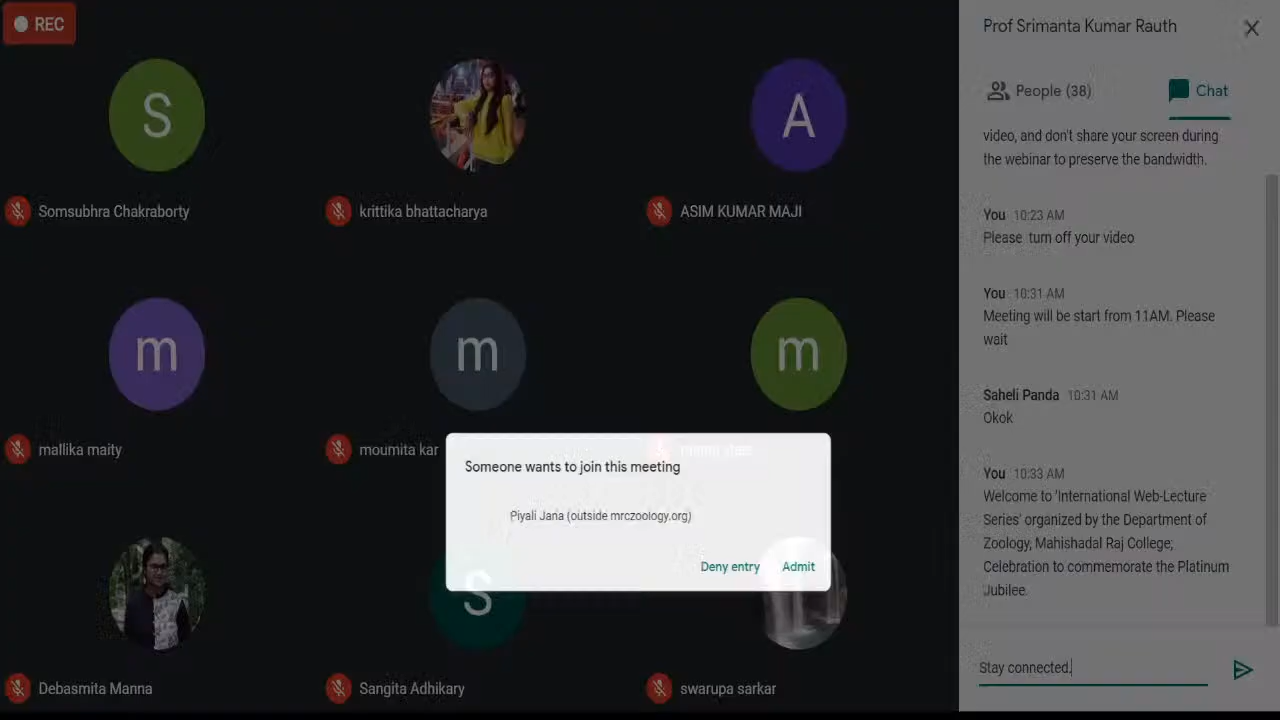 REC
S
A
Somsubhra Chakraborty
krittika bhattacharya
ASIM KUMAR MAJI
m
m
m
mallika maity
moumita kar
Someone wants to join this meeting
Piyali Jana (outside mrczoology.org)
Deny entry
Admit
S
Debasmita Manna
Sangita Adhikary
swarupa sarkar
Prof Srimanta Kumar Rauth
People (38)
Chat
video, and don't share your screen during
the webinar to preserve the bandwidth.
You 10:23 AM
Please turn off your video
You 10:31 AM
Meeting will be start from 11AM. Please
wait
Saheli Panda 10:31 AM
Okok
You 10:33 AM
Welcome to 'International Web-Lecture
Series' organized by the Department of
Zoology, Mahishadal Raj College;
Celebration to commemorate the Platinum
Jubilee.
Stay connected.